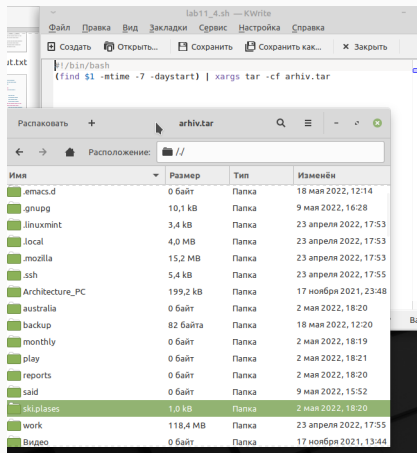 lab11_4.sh — KWrite
Файл Правка Вид Закладки Сервис Настройка Справка
Создать Открыть... Сохранить Сохранить как... Закрыть
ut.txt
#!/bin/bash
(find $1 -mtime -7 -daystart) | xargs tar -cf arhiv.tar
Распаковать + arhiv.tar
Расположение: //
Имя Размер Тип Изменён
.emacs.d 0 байт Папка 18 мая 2022, 12:14
.gnupg 10,1 kB Папка 9 мая 2022, 16:28
.linuxmint 3,4 kB Папка 23 апреля 2022, 17:53
.local 4,0 MB Папка 23 апреля 2022, 17:53
.mozilla 15,2 MB Папка 23 апреля 2022, 17:53
.ssh 5,4 kB Папка 23 апреля 2022, 17:55
Architecture_PC 199,2 kB Папка 17 ноября 2021, 23:48
australia 0 байт Папка 2 мая 2022, 18:20
backup 82 байта Папка 18 мая 2022, 12:20
monthly 0 байт Папка 2 мая 2022, 18:19
play 0 байт Папка 2 мая 2022, 18:21
reports 0 байт Папка 2 мая 2022, 18:20
said 0 байт Папка 9 мая 2022, 15:52
ski.plases 1,0 kB Папка 2 мая 2022, 18:20
work 118,4 MB Папка 23 апреля 2022, 17:55
Видео 0 байт Папка 17 ноября 2021, 13:44